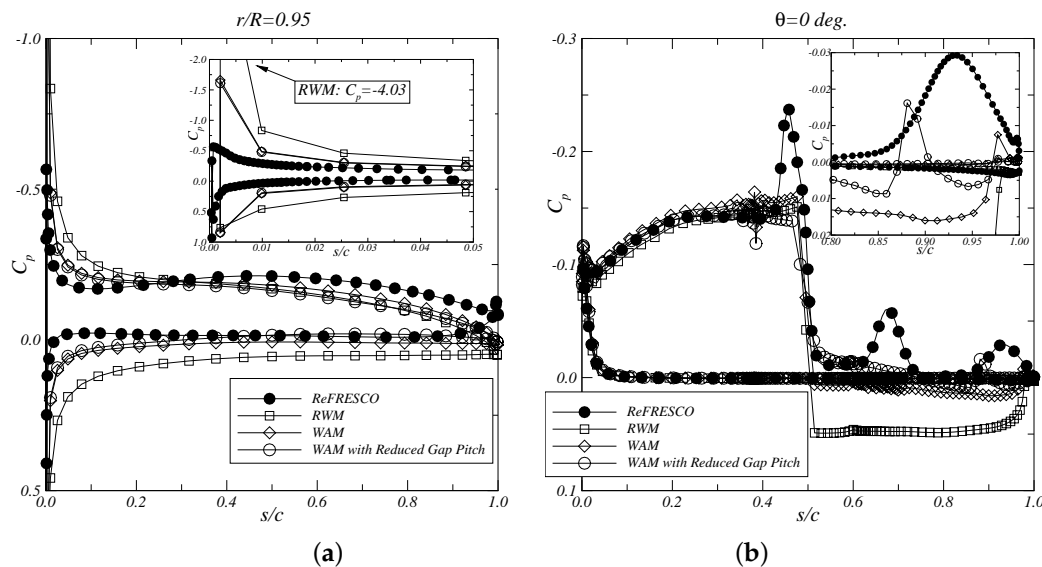 r/R=0.95
-1.0
-0.5
0.0
0.5
C_p
0.0 0.2 0.4 0.6 0.8 1.0
s/c
-2.0
-1.5
-1.0
-0.5
0.0
0.5
1.0
C_p
0.00 0.01 0.02 0.03 0.04 0.05
s/c
RWM: C_p=-4.03
ReFRESCO
RWM
WAM
WAM with Reduced Gap Pitch
(a)
θ=0 deg.
-0.3
-0.2
-0.1
0.0
0.1
C_p
0.0 0.2 0.4 0.6 0.8 1.0
s/c
-0.03
-0.02
-0.01
0.00
0.01
C_p
0.80 0.85 0.90 0.95 1.00
s/c
ReFRESCO
RWM
WAM
WAM with Reduced Gap Pitch
(b)